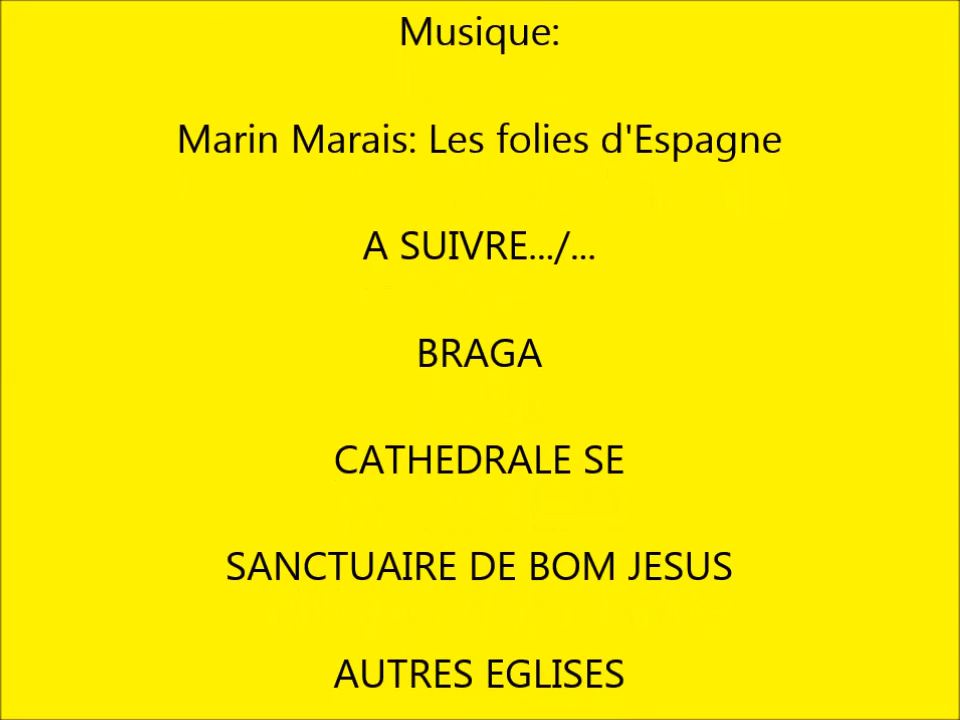 Musique:
Marin Marais: Les folies d'Espagne
A SUIVRE.../...
BRAGA
CATHEDRALE SE
SANCTUAIRE DE BOM JESUS
AUTRES EGLISES